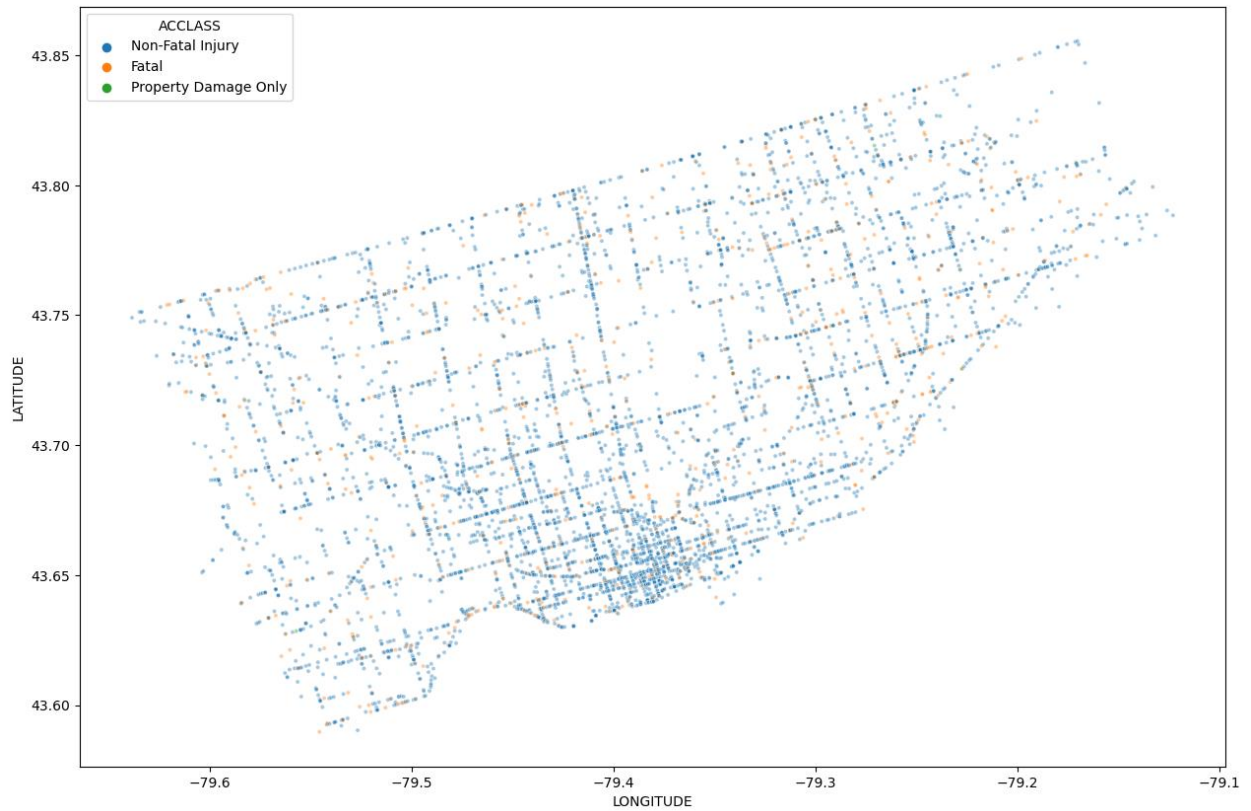 ACCLASS
Non-Fatal Injury
Fatal
Property Damage Only
43.85
43.80
43.75
43.70
43.65
43.60
LATITUDE
−79.6
−79.5
−79.4
−79.3
−79.2
−79.1
LONGITUDE